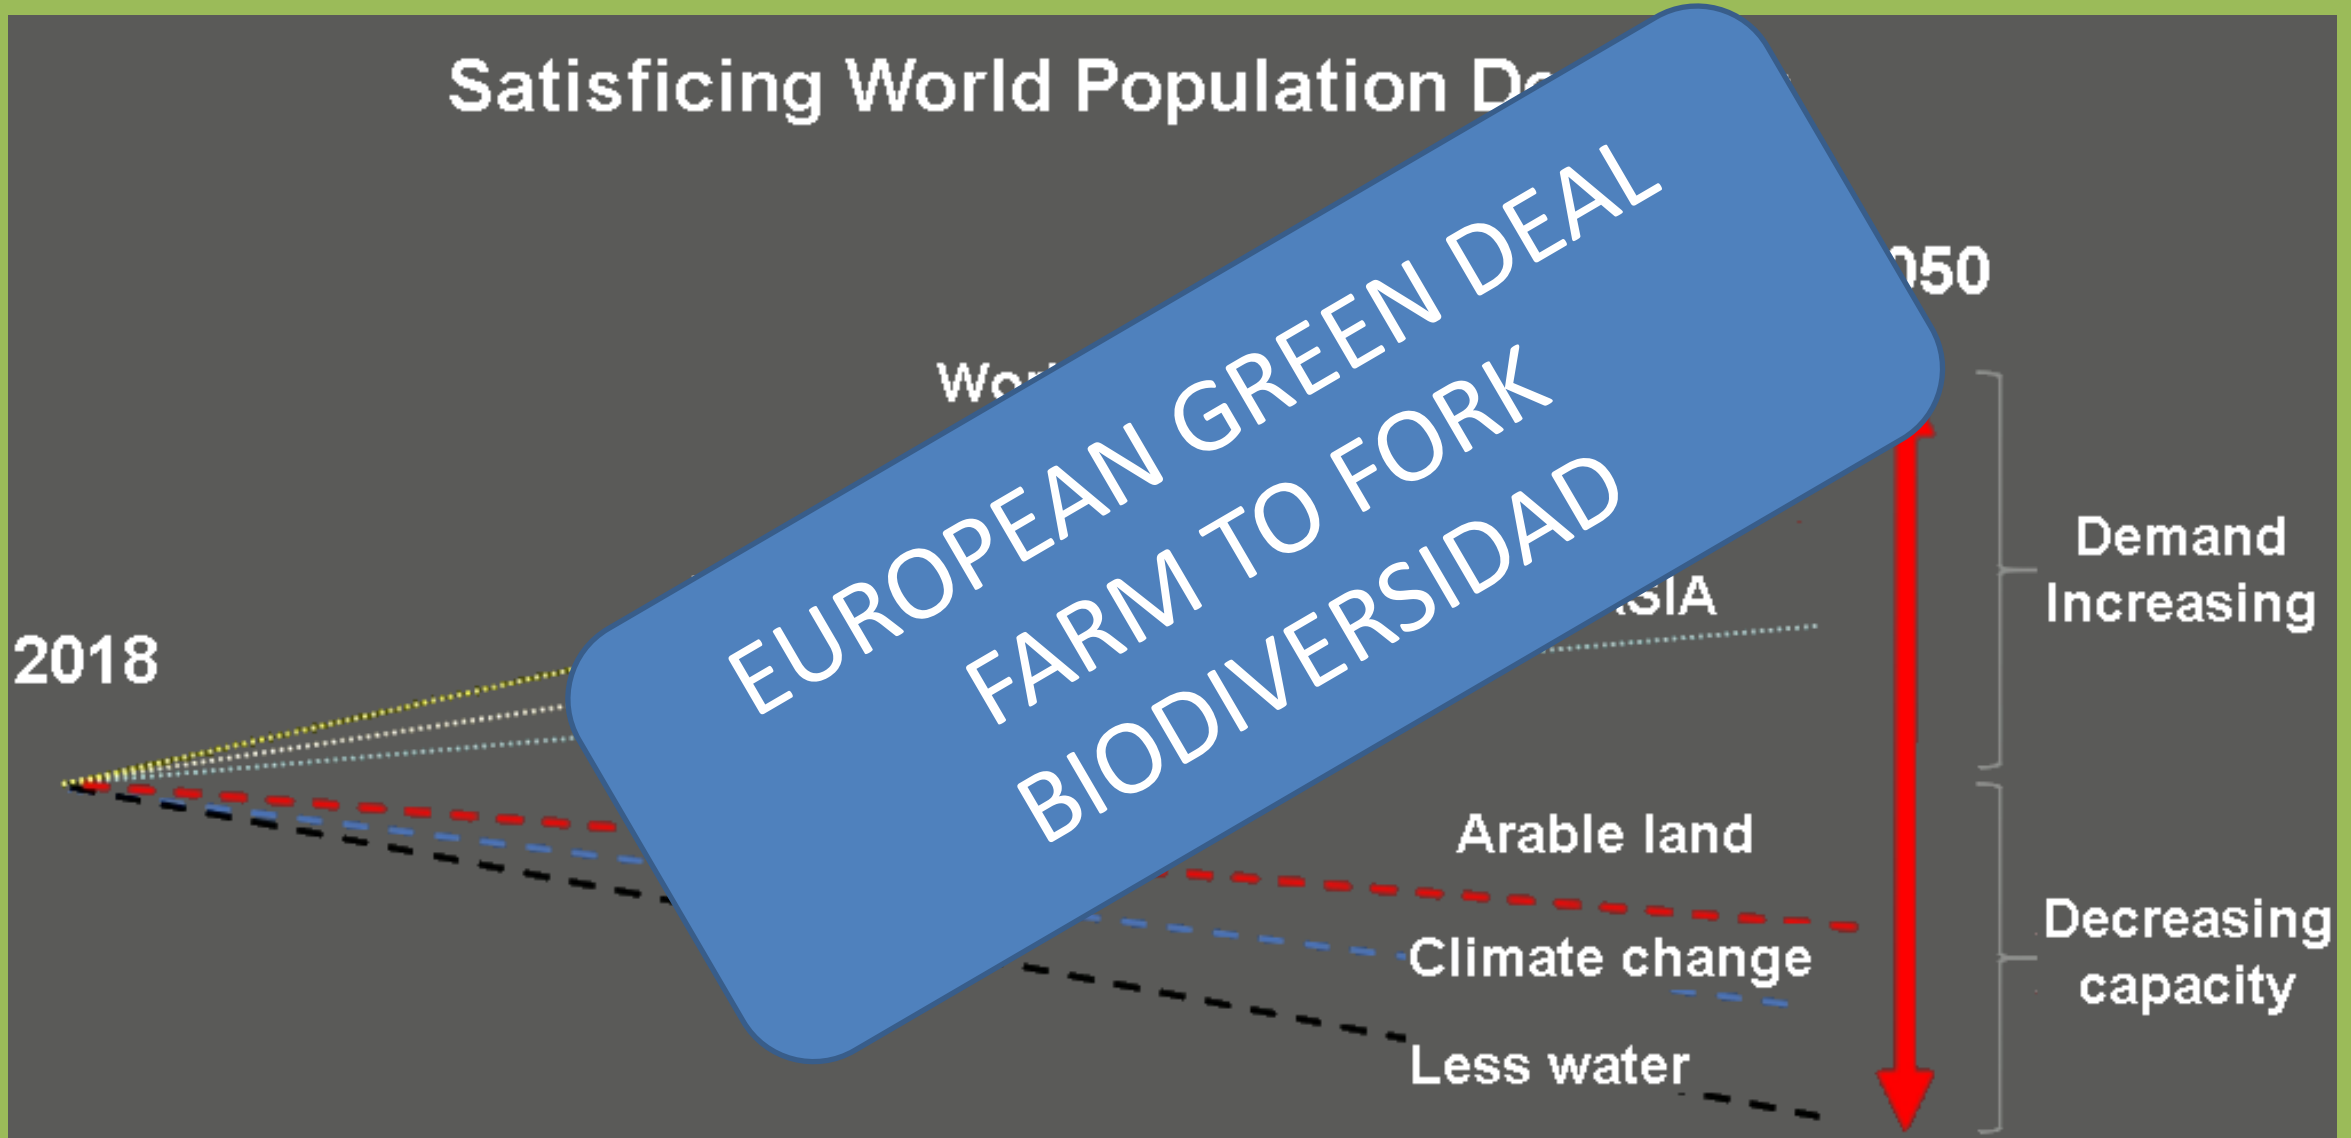 Satisficing World Population
EUROPEAN GREEN DEAL
FARM TO FORK
BIODIVERSIDAD
2018
Demand
Increasing
Arable land
Climate change
Less water
Decreasing
capacity